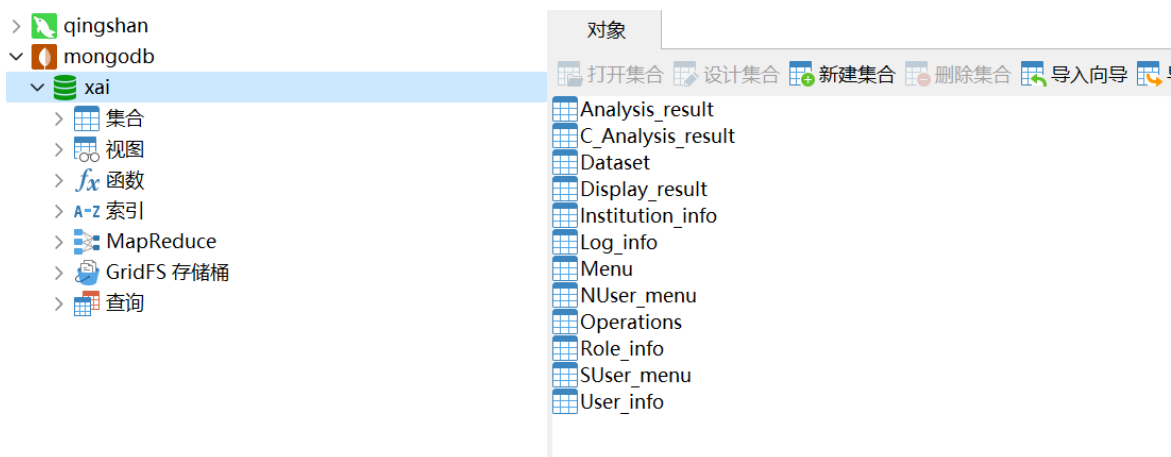 qingshan
mongodb
xai
集合
视图
函数
A-Z 索引
MapReduce
GridFS 存储桶
查询
对象
打开集合 设计集合 新建集合 删除集合 导入向导
Analysis_result
C_Analysis_result
Dataset
Display_result
Institution_info
Log_info
Menu
NUser_menu
Operations
Role_info
SUser_menu
User_info